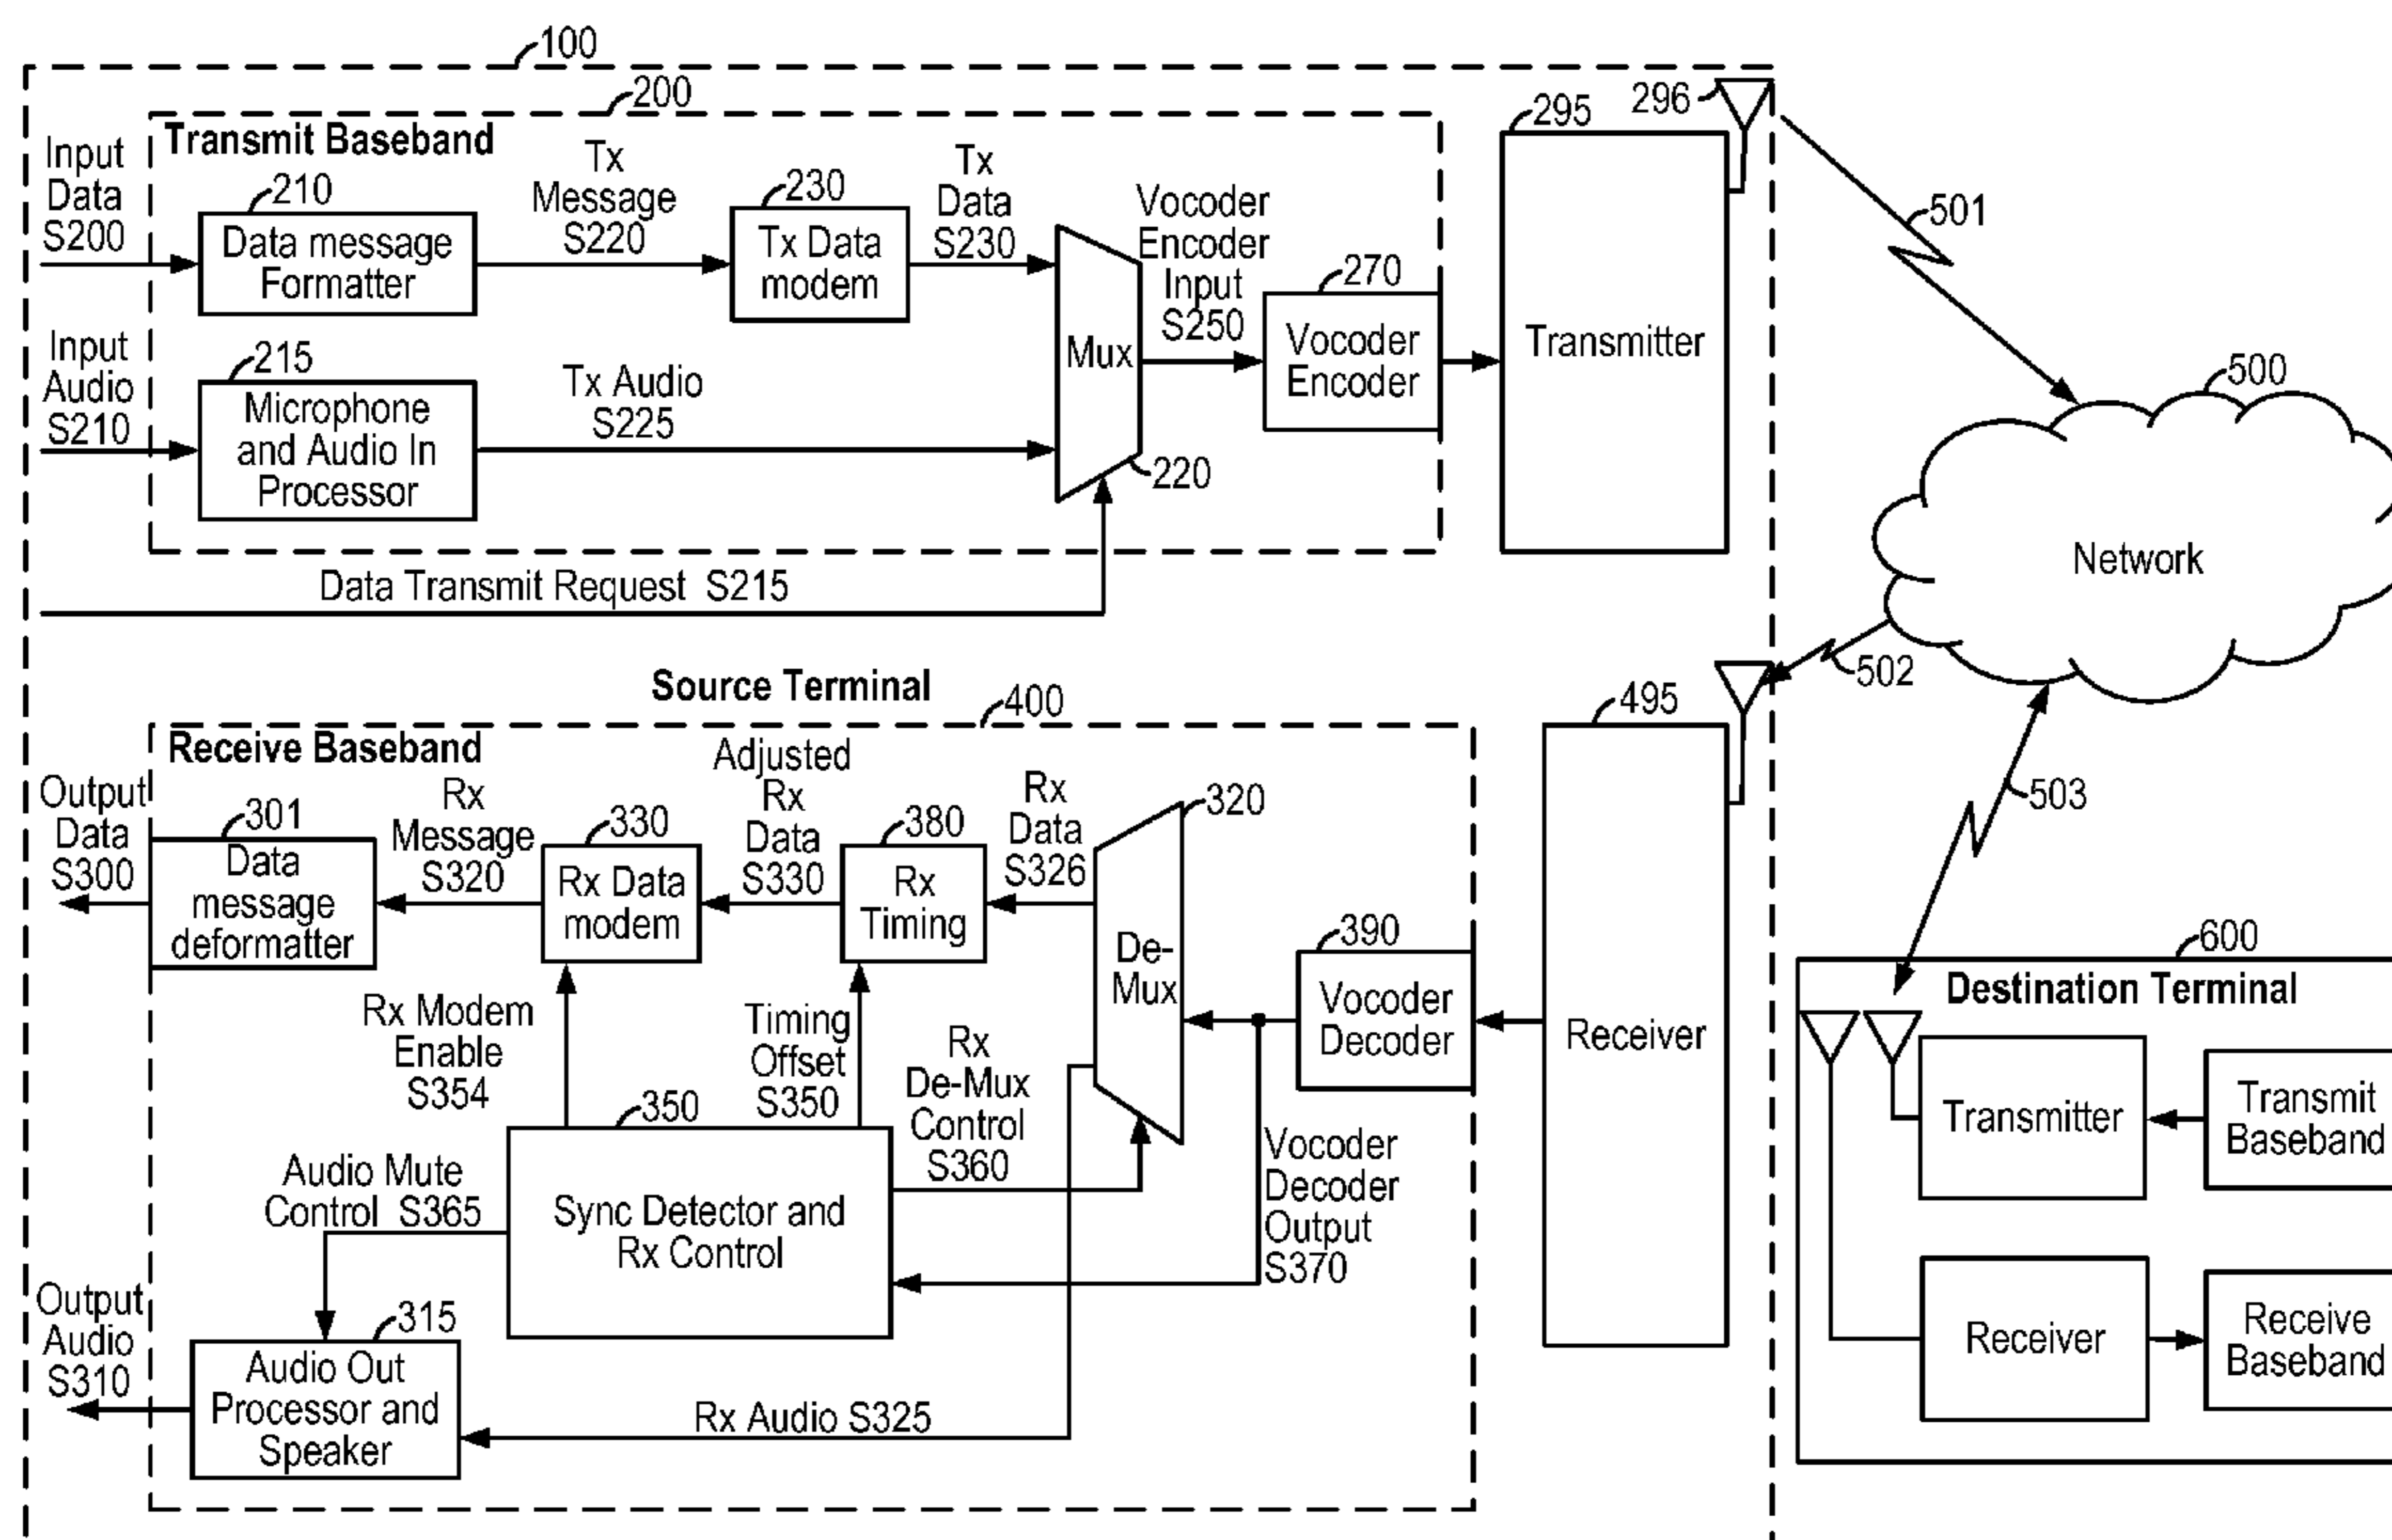 100
200
Transmit Baseband
Input
Data
S200
210
Data message
Formatter
Tx
Message
S220
230
Tx Data
modem
Tx
Data
S230
Vocoder
Encoder
Input
S250
Mux
220
270
Vocoder
Encoder
295
Transmitter
296
501
Input
Audio
S210
215
Microphone
and Audio In
Processor
Tx Audio
S225
Data Transmit Request S215
500
Network
502
503
Source Terminal
400
Receive Baseband
Output
Data
S300
301
Data
message
deformatter
Rx
Message
S320
330
Rx Data
modem
Adjusted
Rx
Data
S330
380
Rx
Timing
Rx
Data
S326
320
De-
Mux
390
Vocoder
Decoder
495
Receiver
Rx Modem
Enable
S354
Timing
Offset
S350
Rx
De-Mux
Control
S360
350
Sync Detector and
Rx Control
Vocoder
Decoder
Output
S370
Audio Mute
Control S365
Output
Audio
S310
315
Audio Out
Processor and
Speaker
Rx Audio S325
600
Destination Terminal
Transmitter
Transmit
Baseband
Receiver
Receive
Baseband